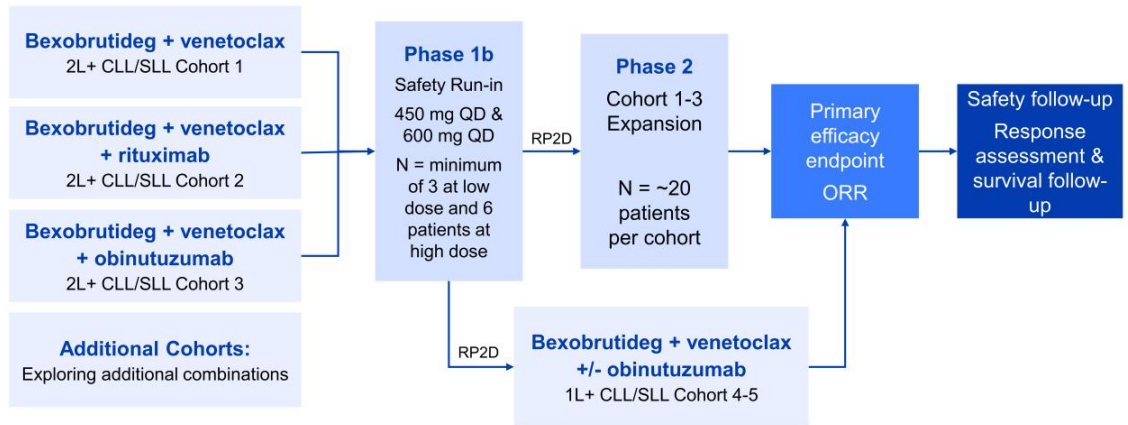 Bexobrutideg + venetoclax
2L+ CLL/SLL Cohort 1
Bexobrutideg + venetoclax
+ rituximab
2L+ CLL/SLL Cohort 2
Bexobrutideg + venetoclax
+ obinutuzumab
2L+ CLL/SLL Cohort 3
Additional Cohorts:
Exploring additional combinations
Phase 1b
Safety Run-in
450 mg QD &
600 mg QD
N = minimum
of 3 at low
dose and 6
patients at
high dose
RP2D
Phase 2
Cohort 1-3
Expansion
N = ~20
patients
per cohort
RP2D
Bexobrutideg + venetoclax
+/- obinutuzumab
1L+ CLL/SLL Cohort 4-5
Primary
efficacy
endpoint
ORR
Safety follow-up
Response
assessment &
survival follow-
up